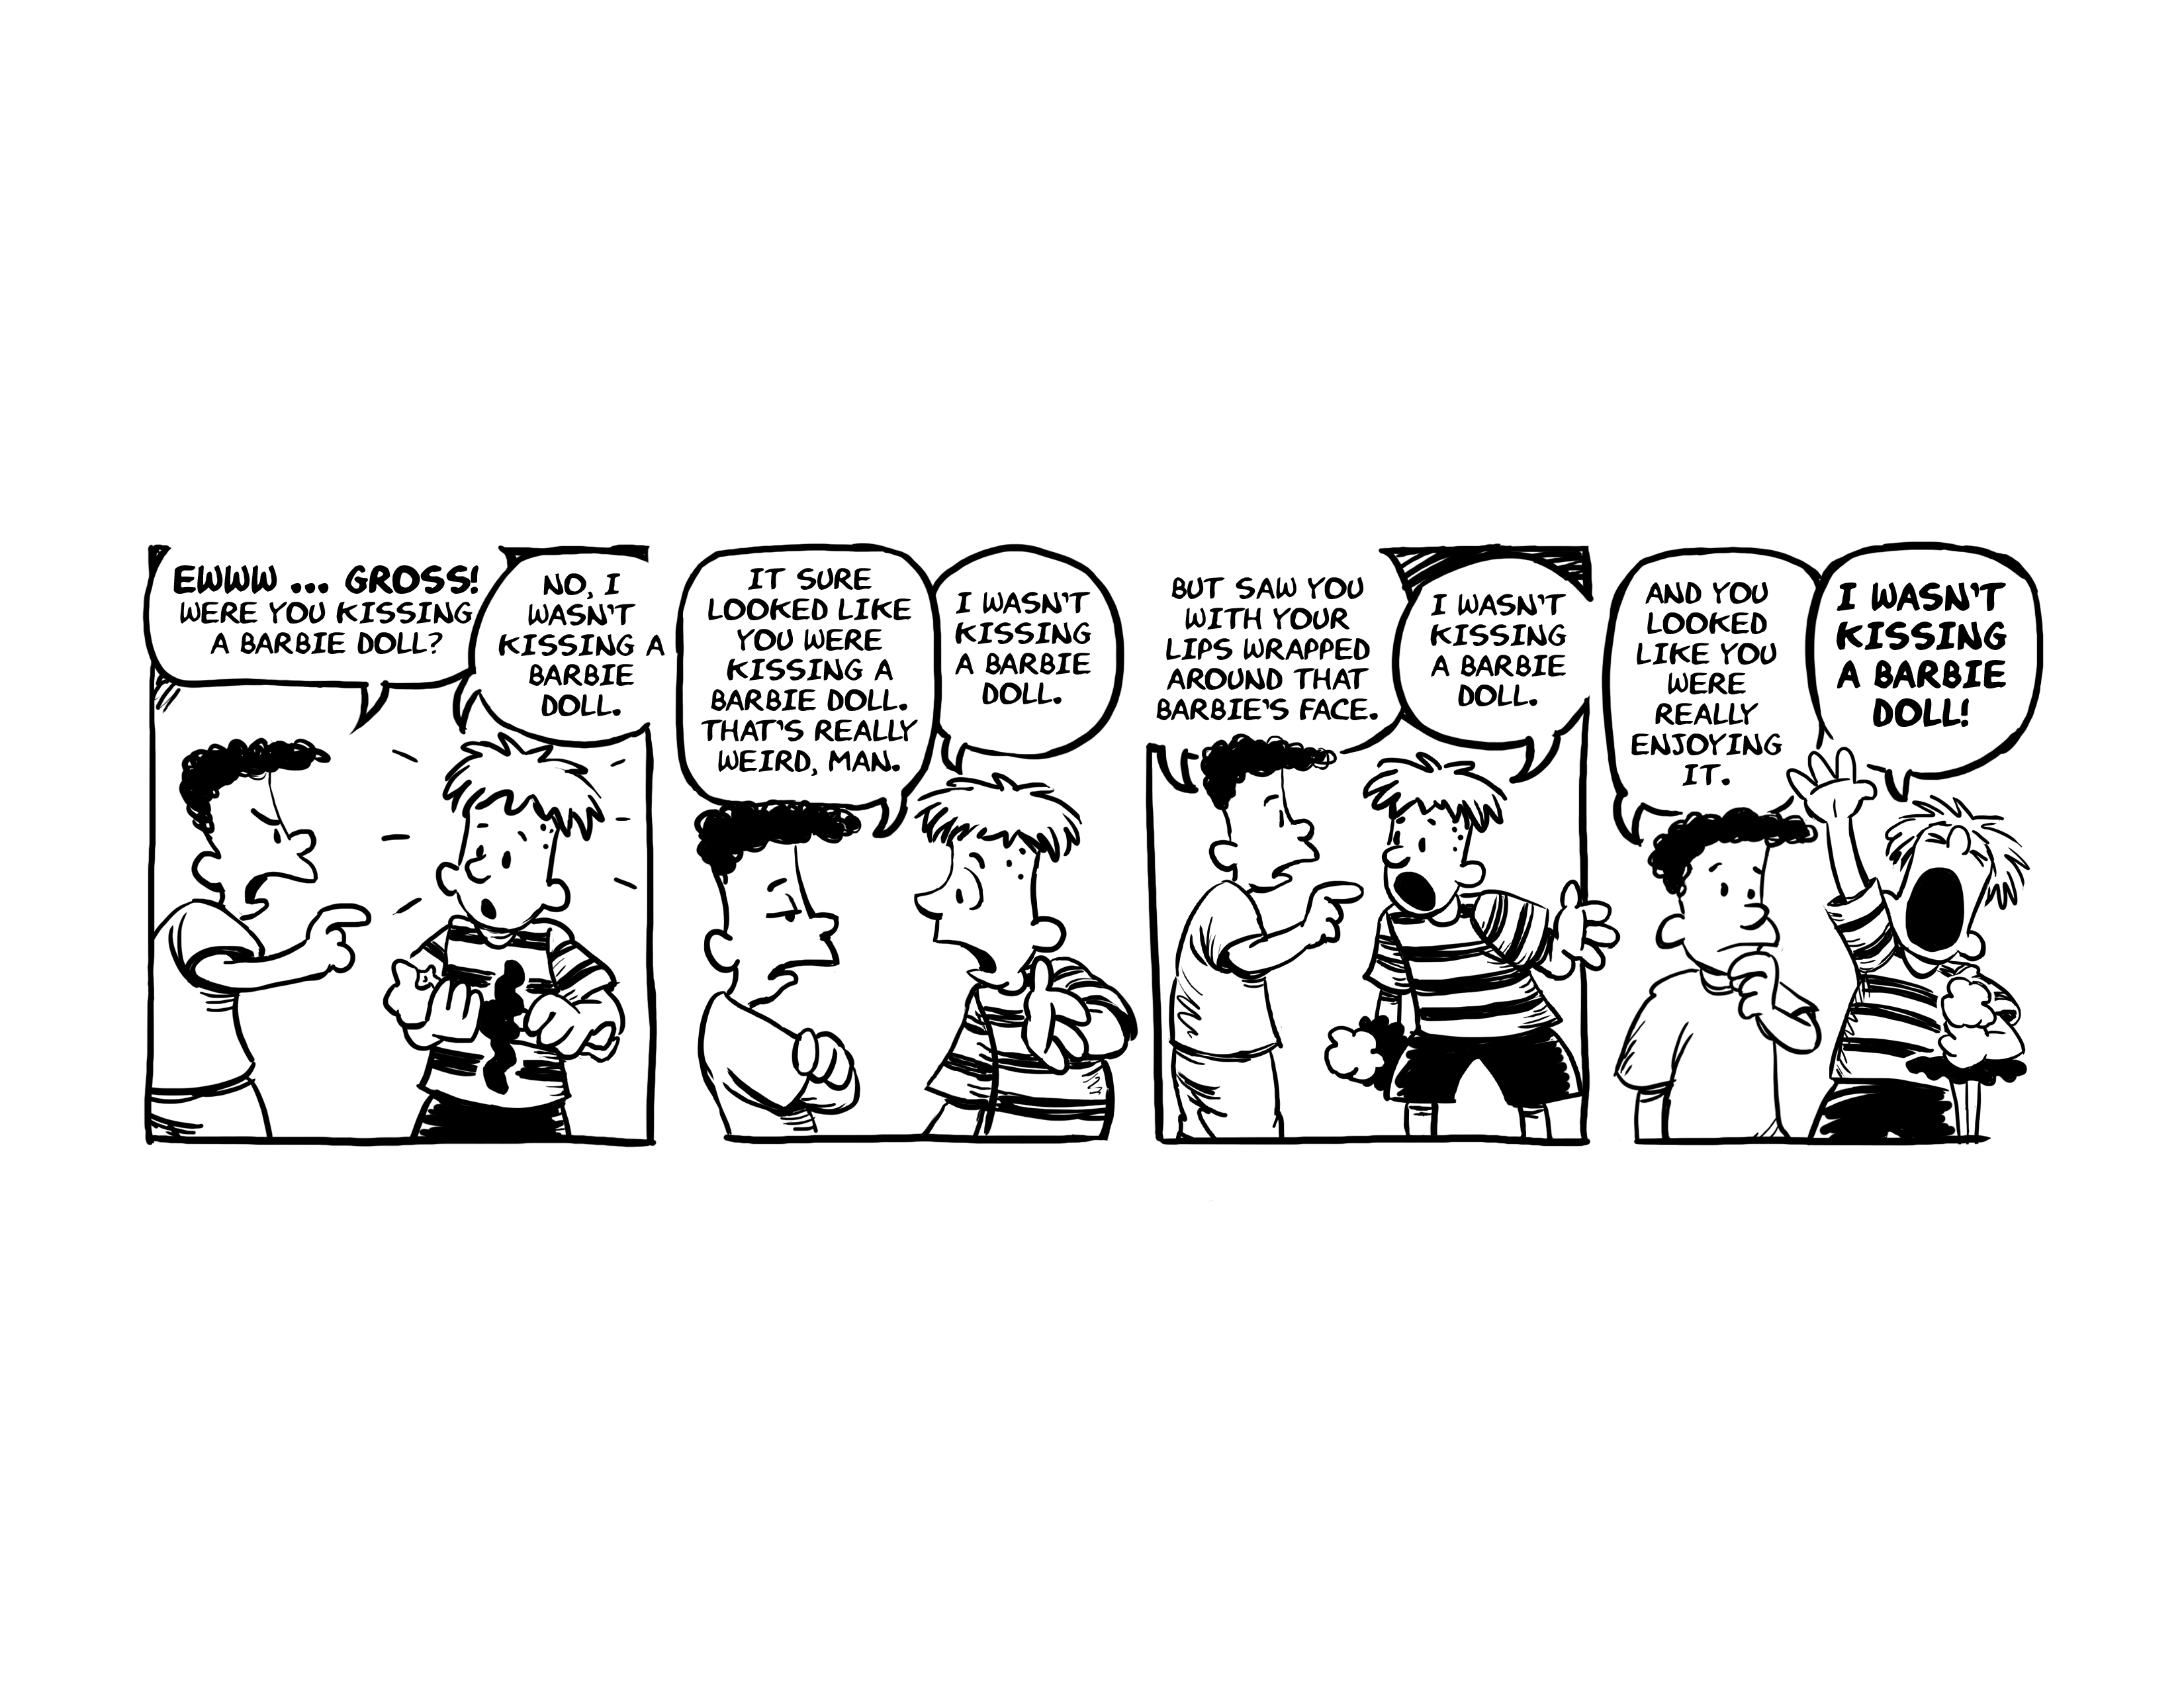 EWWW ... GROSS!
WERE YOU KISSING
A BARBIE DOLL?
NO, I
WASN'T
KISSING A
BARBIE
DOLL.
IT SURE
LOOKED LIKE
YOU WERE
KISSING A
BARBIE DOLL.
THAT'S REALLY
WEIRD, MAN.
I WASN'T
KISSING
A BARBIE
DOLL.
BUT SAW YOU
WITH YOUR
LIPS WRAPPED
AROUND THAT
BARBIE'S FACE.
I WASN'T
KISSING
A BARBIE
DOLL.
AND YOU
LOOKED
LIKE YOU
WERE
REALLY
ENJOYING
IT.
I WASN'T
KISSING
A BARBIE
DOLL!